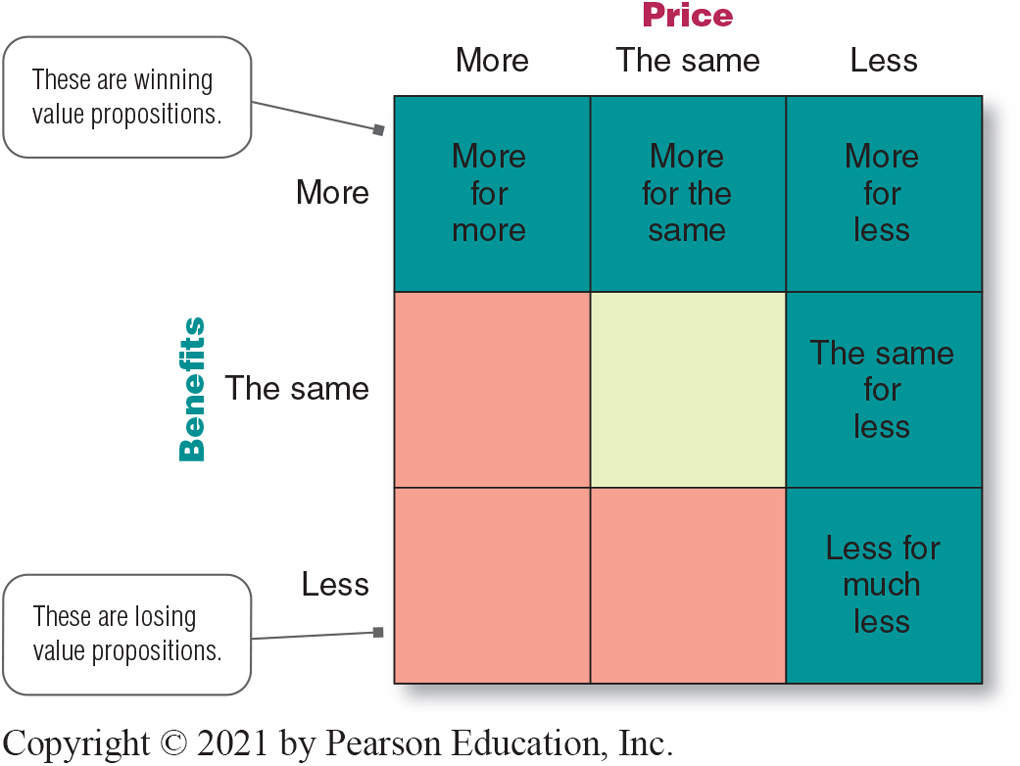 Price
More The same Less
These are winning
value propositions.
More
More
for
more
More
for the
same
More
for
less
Benefits
The same
The same
for
less
Less
Less for
much
less
These are losing
value propositions.
Copyright © 2021 by Pearson Education, Inc.